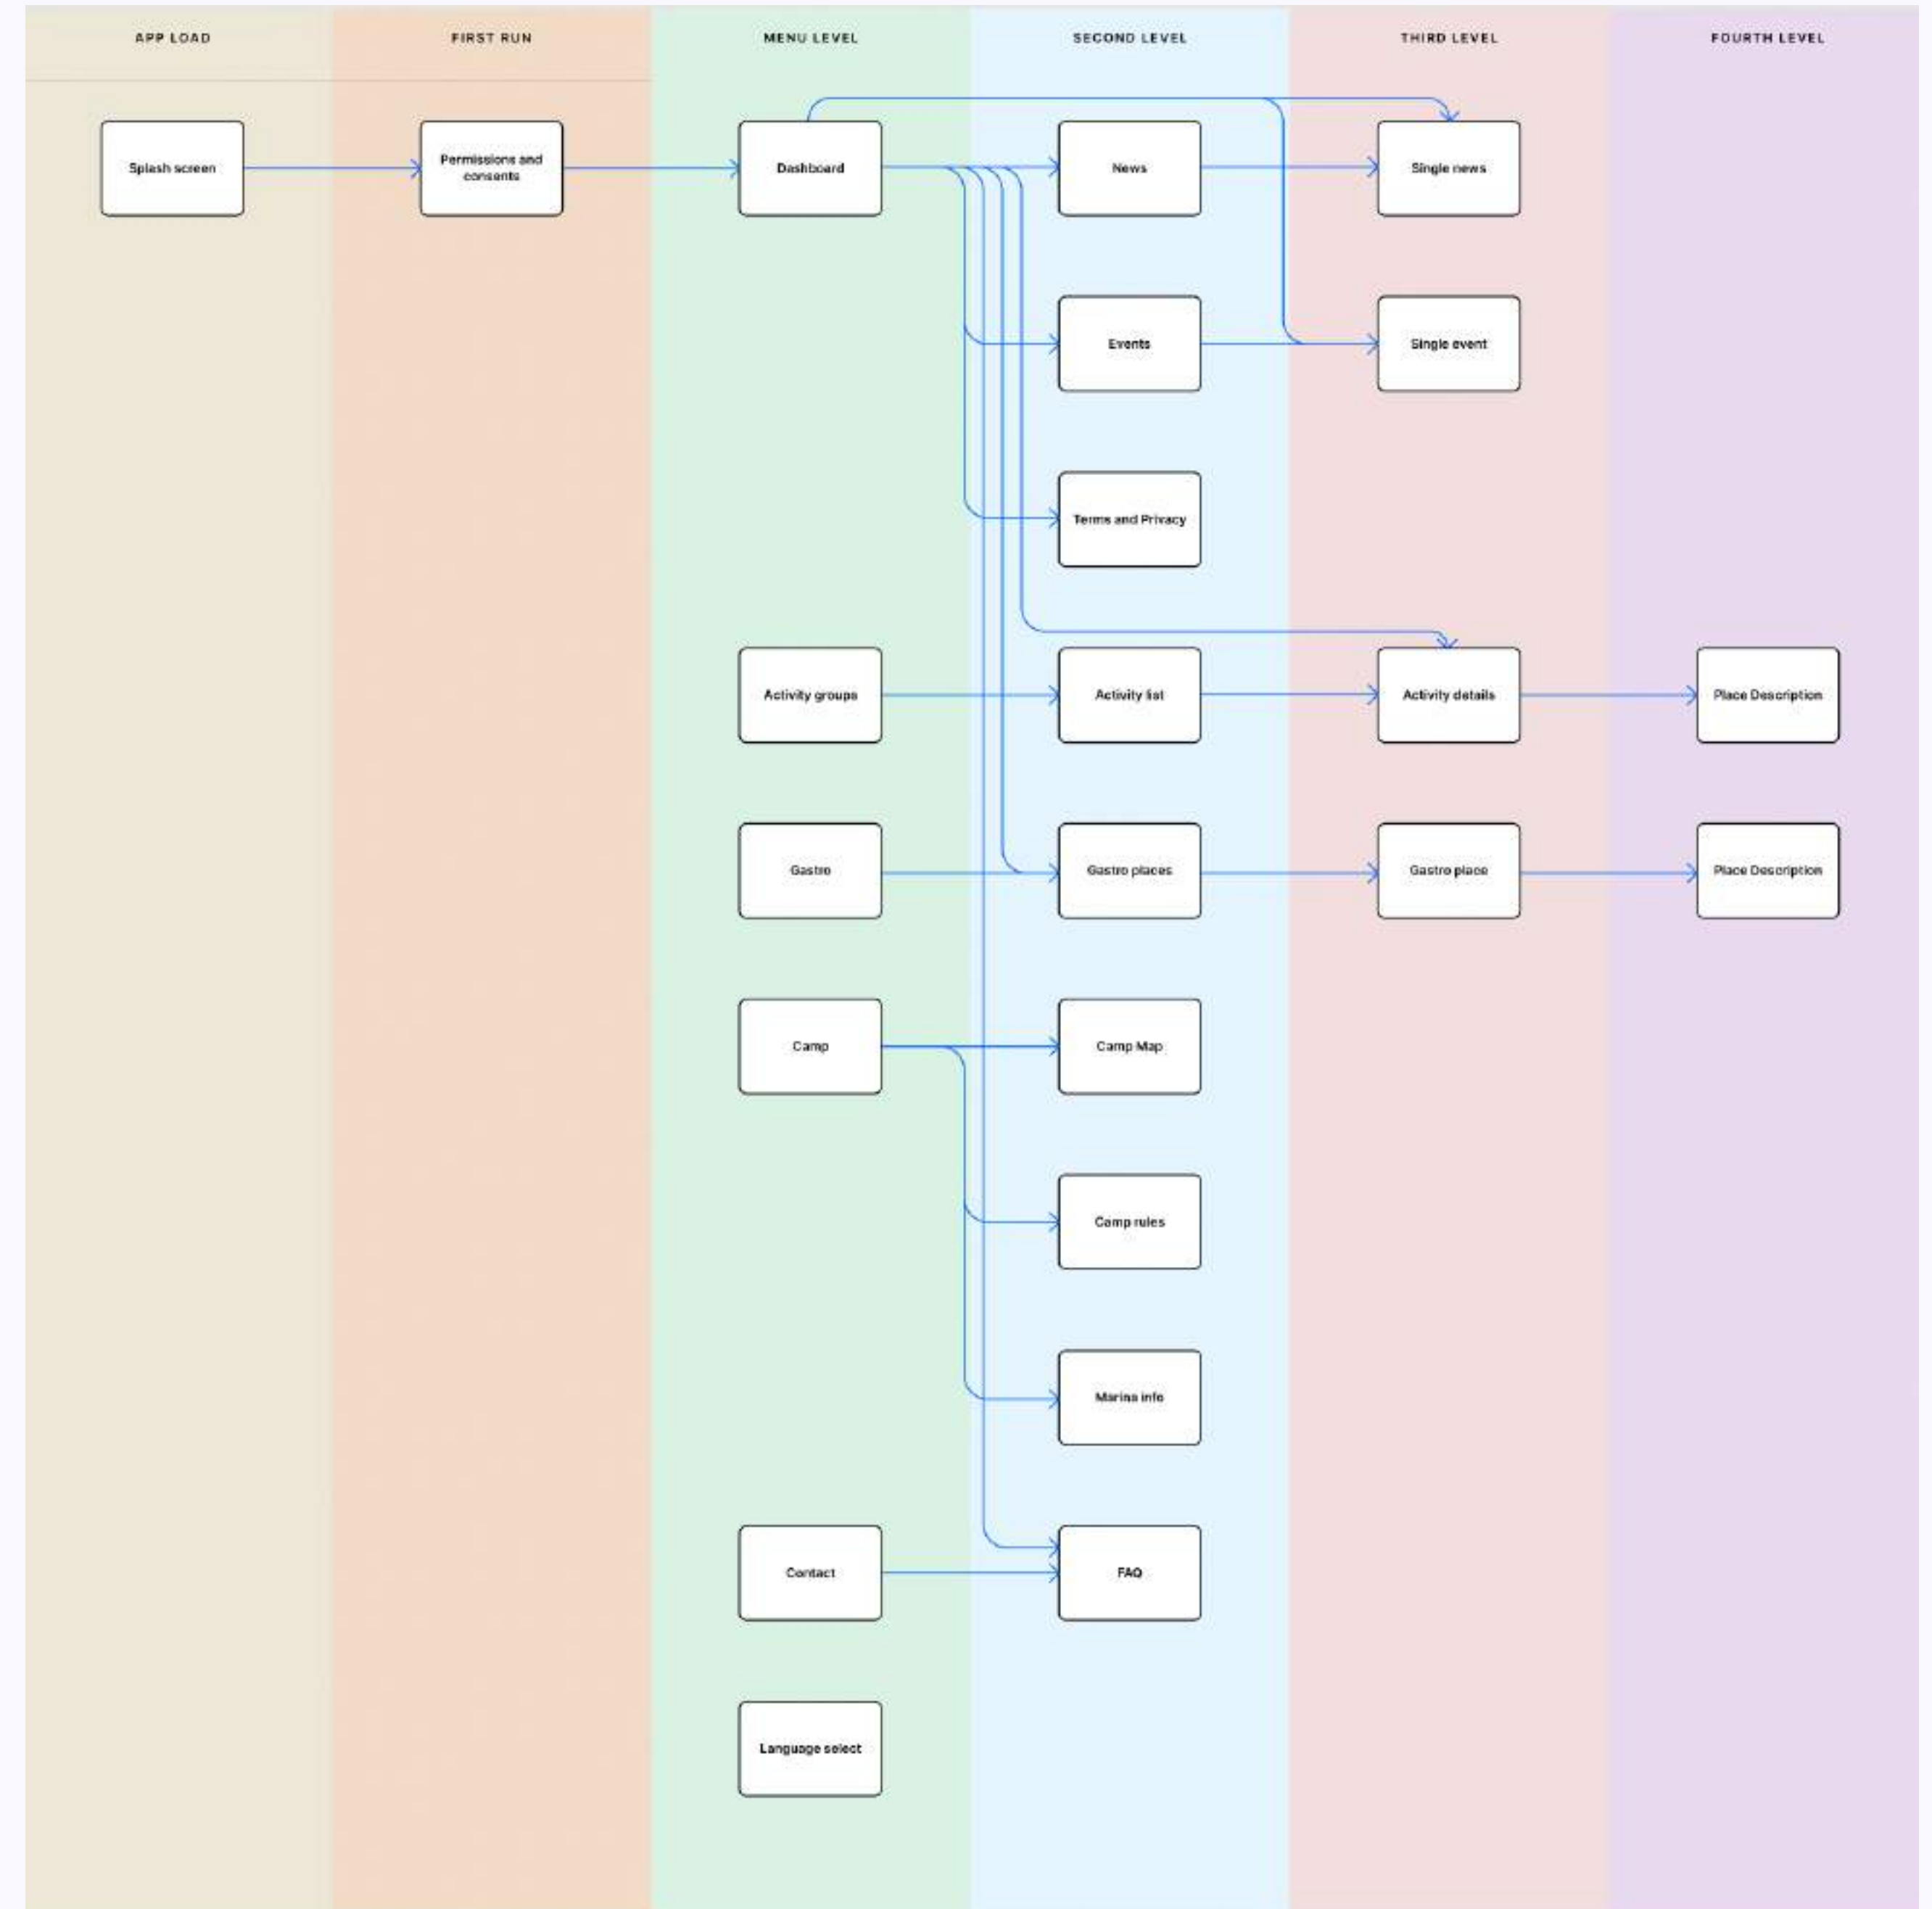 APP LOAD
FIRST RUN
MENU LEVEL
SECOND LEVEL
THIRD LEVEL
FOURTH LEVEL
Splash screen
Permissions and
consents
Dashboard
News
Single news
Events
Single event
Terms and Privacy
Activity groups
Activity list
Activity details
Place Description
Gastro
Gastro places
Gastro place
Place Description
Camp
Camp Map
Camp rules
Marina info
Contact
FAQ
Language select